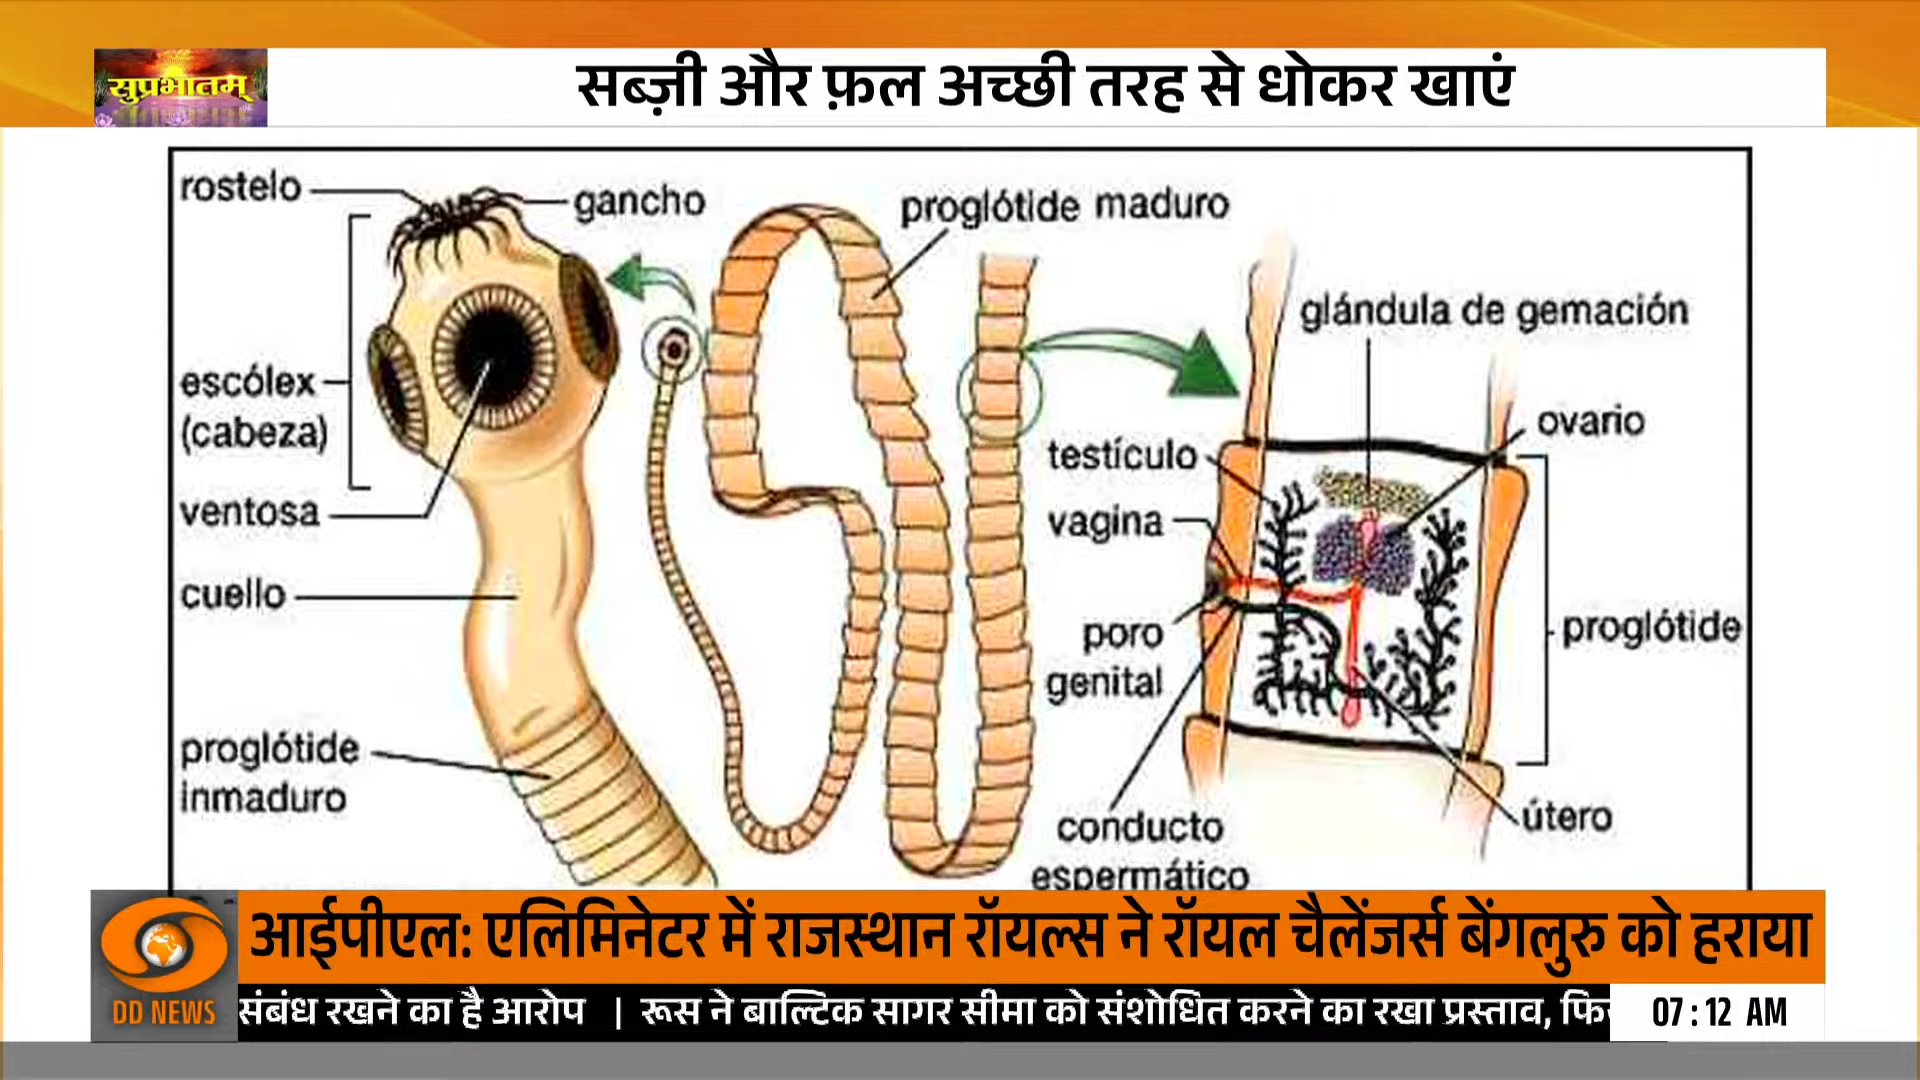 सुप्रभातम्
सब्ज़ी और फ़ल अच्छी तरह से धोकर खाएं
rostelo
gancho
proglótide maduro
glándula de gemación
escólex
(cabeza)
ovario
testículo
ventosa
vagina
cuello
poro
genital
proglótide
proglótide
inmaduro
conducto
espermático
útero
आईपीएल: एलिमिनेटर में राजस्थान रॉयल्स ने रॉयल चैलेंजर्स बेंगलुरु को हराया
DD NEWS
संबंध रखने का है आरोप | रूस ने बाल्टिक सागर सीमा को संशोधित करने का रखा प्रस्ताव,
07:12 AM